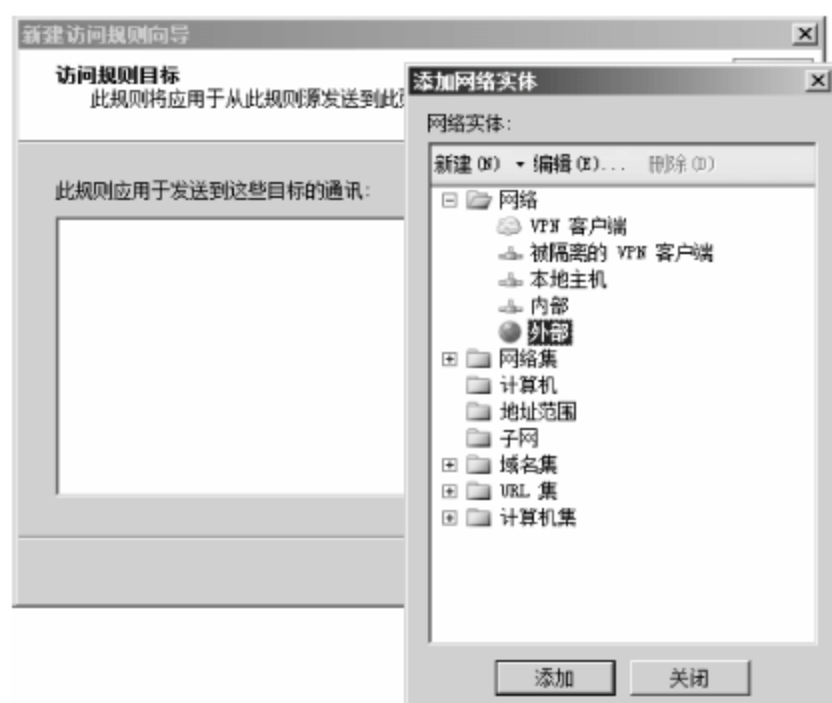 新建访问规则向导
访问规则目标
此规则将应用于从此规则源发送到此
此规则应用于发送到这些目标的通讯:
添加网络实体
网络实体:
新建(N) 编辑(E)... 删除(D)
网络
VPN 客户端
被隔离的 VPN 客户端
本地主机
内部
外部
网络集
计算机
地址范围
子网
域名集
URL 集
计算机集
添加 关闭